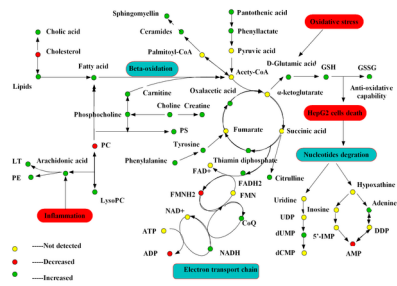 Sphingomyellin
Pantothenic acid
Cholic acid
Ceramides
Phenyllactate
Oxidative stress
Cholesterol
Palmitoyl-CoA
Pyruvic acid
D-Glutamic acid
Fatty acid
Beta-oxidation
Acety-CoA
GSH
GSSG
Lipids
Carnitine
Oxalacetic acid
α-ketoglutarate
Anti-oxidative
capability
Choline
Creatine
Phosphocholine
HepG2 cells death
PS
Fumarate
Succinic acid
PC
Tyrosine
Nucleotides degration
LT
Arachidonic acid
Phenylalanine
Thiamin diphosphate
FAD+
Citrulline
PE
FADH2
Hypoxathine
LysoPC
FMNH2
FMN
Uridine
Adenine
Inflammation
NAD+
Inosine
UDP
ATP
CoQ
DDP
Not detected
dUMP
5'-IMP
Decreased
ADP
NADH
dCMP
AMP
Increased
Electron transport chain